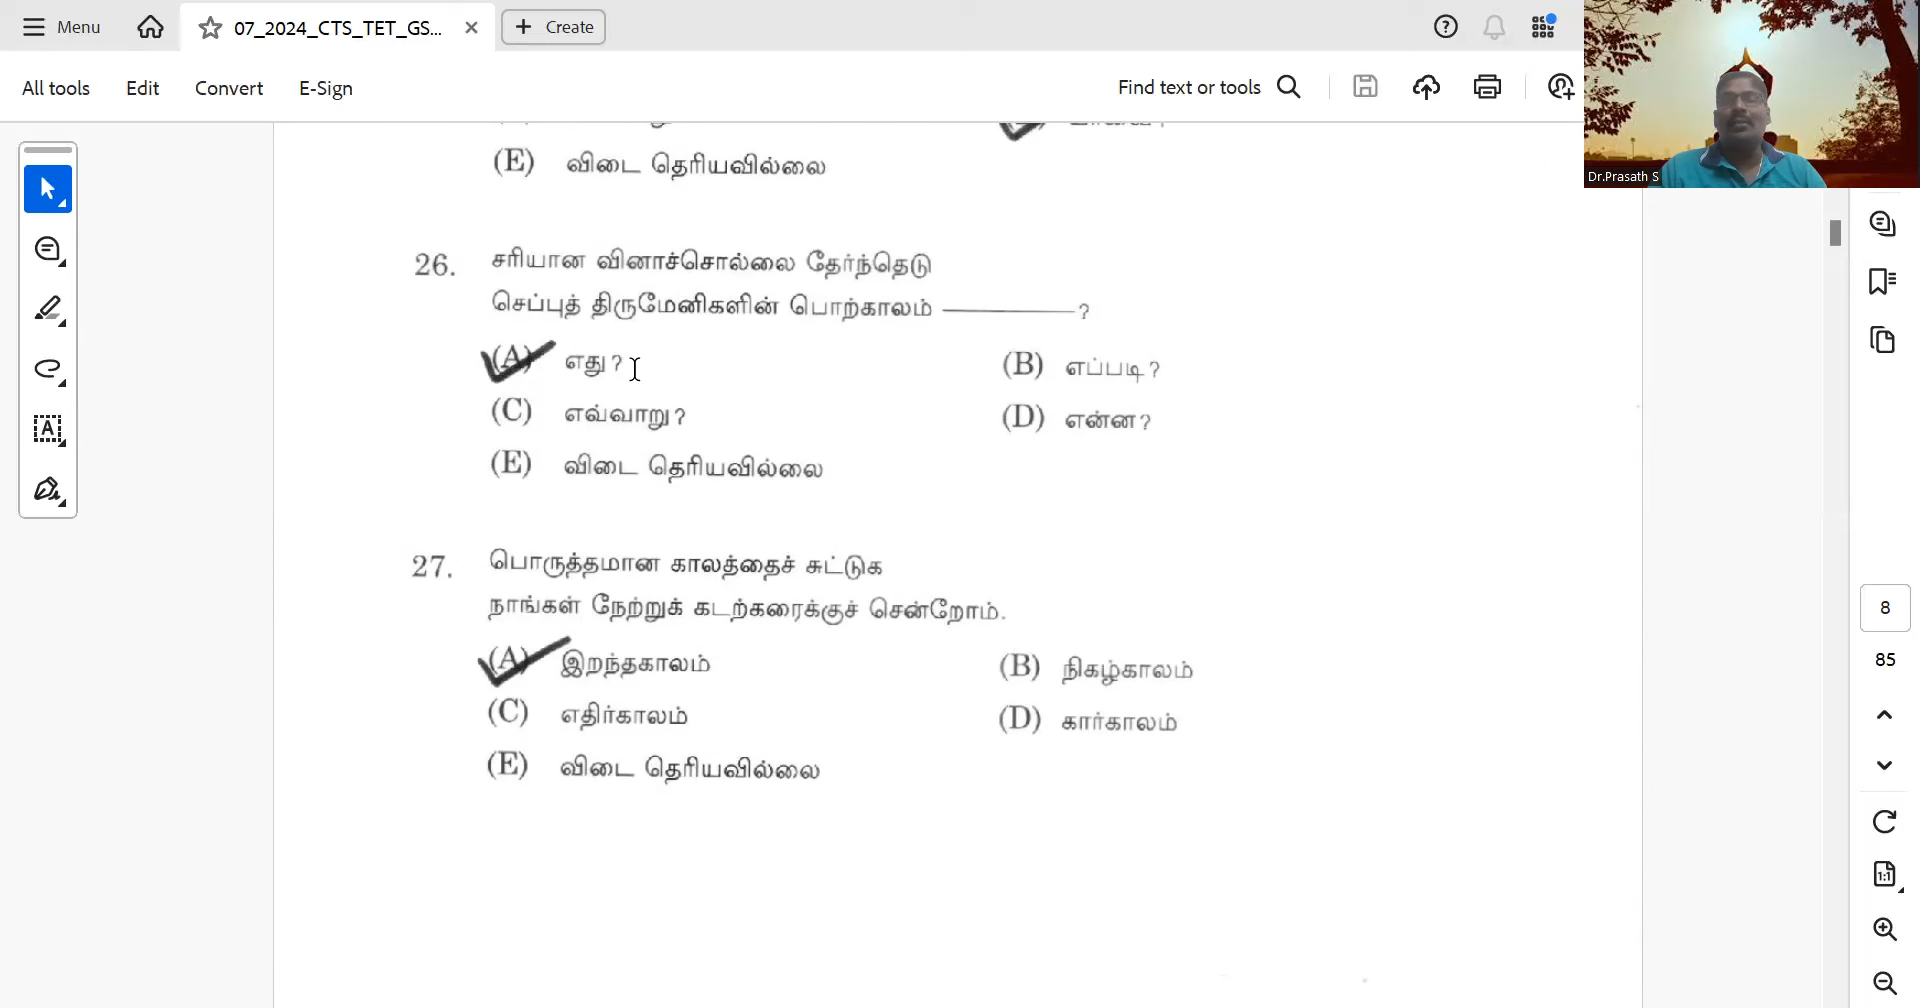 Menu
07_2024_CTS_TET_GS...
Create
All tools
Edit
Convert
E-Sign
Find text or tools
Dr.Prasath S
(E) விடை தெரியவில்லை
26. சரியான வினாச்சொல்லை தேர்ந்தெடு
செப்புத் திருமேனிகளின் பொற்காலம் ————?
(A) எது?
(B) எப்படி?
(C) எவ்வாறு?
(D) என்ன?
(E) விடை தெரியவில்லை
27. பொருத்தமான காலத்தைச் சுட்டுக
நாங்கள் நேற்றுக் கடற்கரைக்குச் சென்றோம்.
(A) இறந்தகாலம்
(B) நிகழ்காலம்
(C) எதிர்காலம்
(D) கார்காலம்
(E) விடை தெரியவில்லை
8
85
1:1